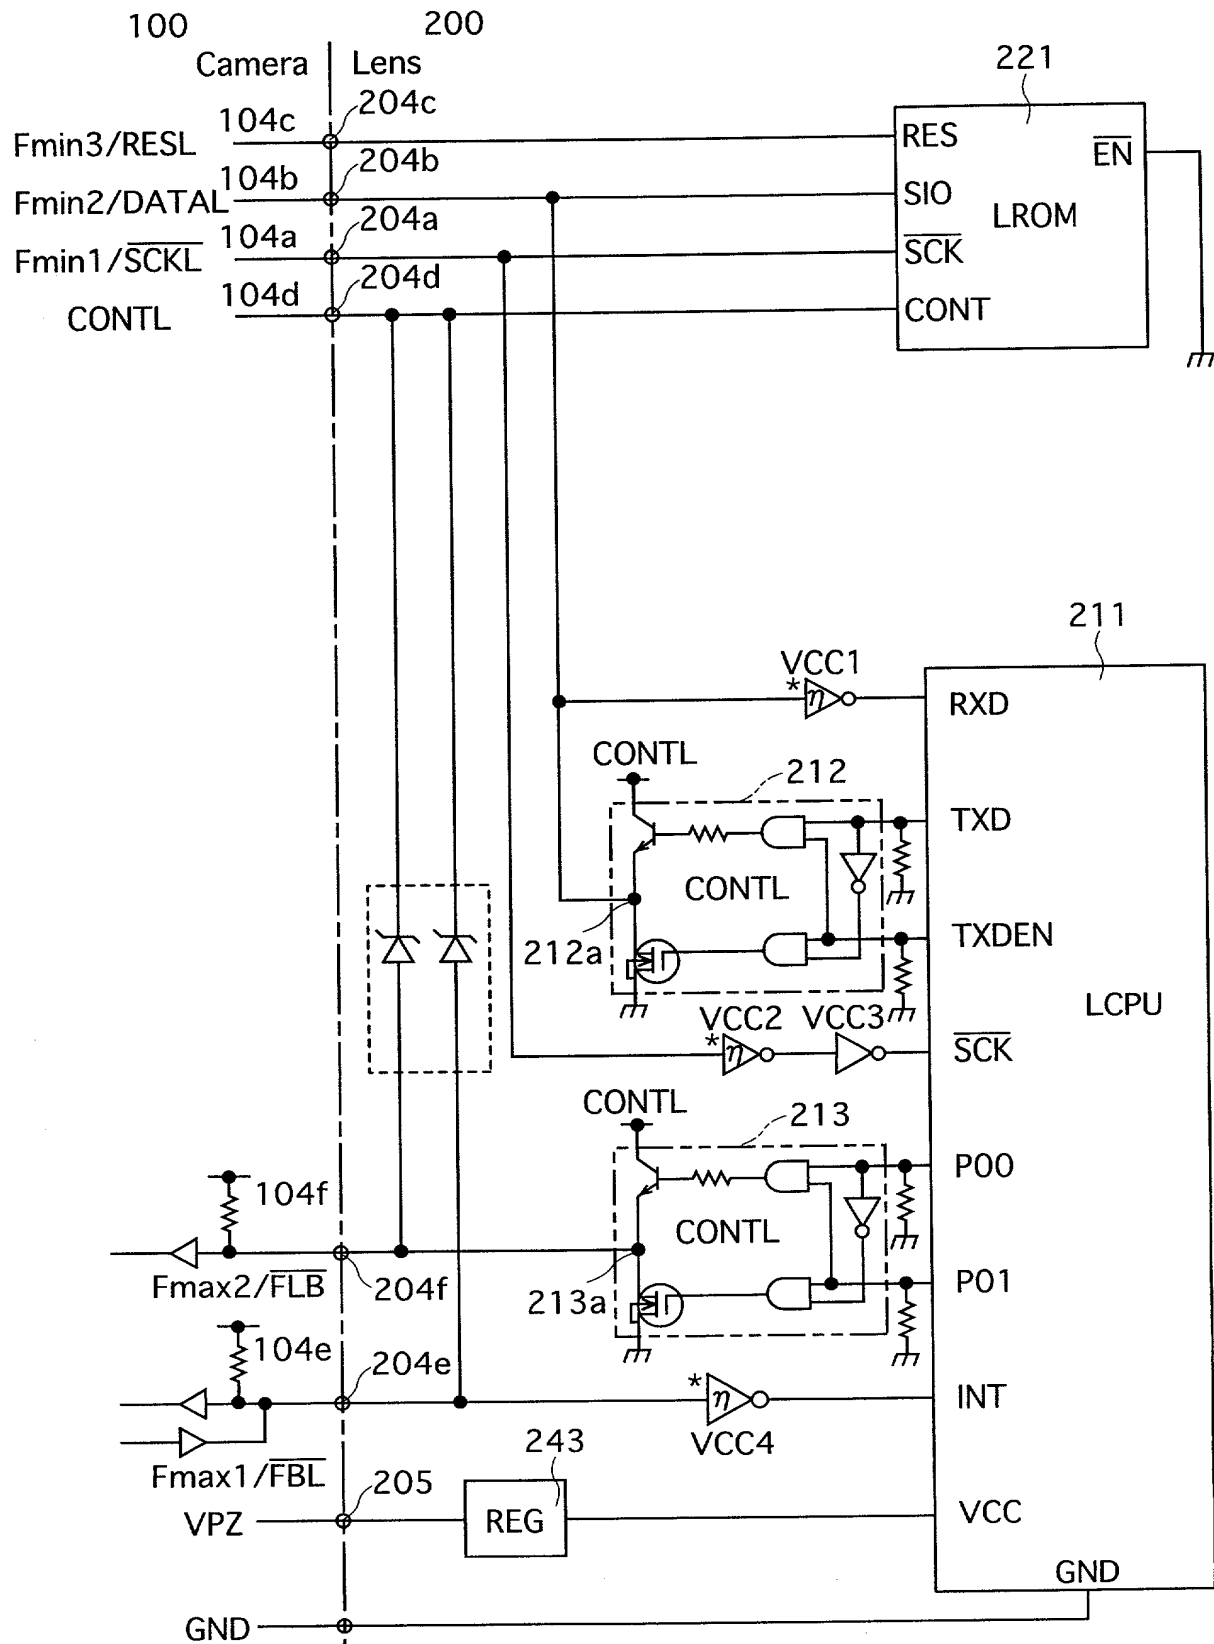 100
200
Camera
Lens
221
204c
104c
Fmin3/RESL
RES
EN
204b
104b
Fmin2/DATAL
SIO
LROM
204a
104a
Fmin1/SCKL
SCK
204d
104d
CONTL
CONT
211
VCC1
*
η
RXD
CONTL
212
TXD
CONTL
212a
TXDEN
VCC2
VCC3
LCPU
*
η
SCK
CONTL
213
P00
104f
CONTL
Fmax2/FLB
204f
213a
P01
104e
204e
*
η
INT
VCC4
Fmax1/FBL
243
205
VPZ
REG
VCC
GND
GND